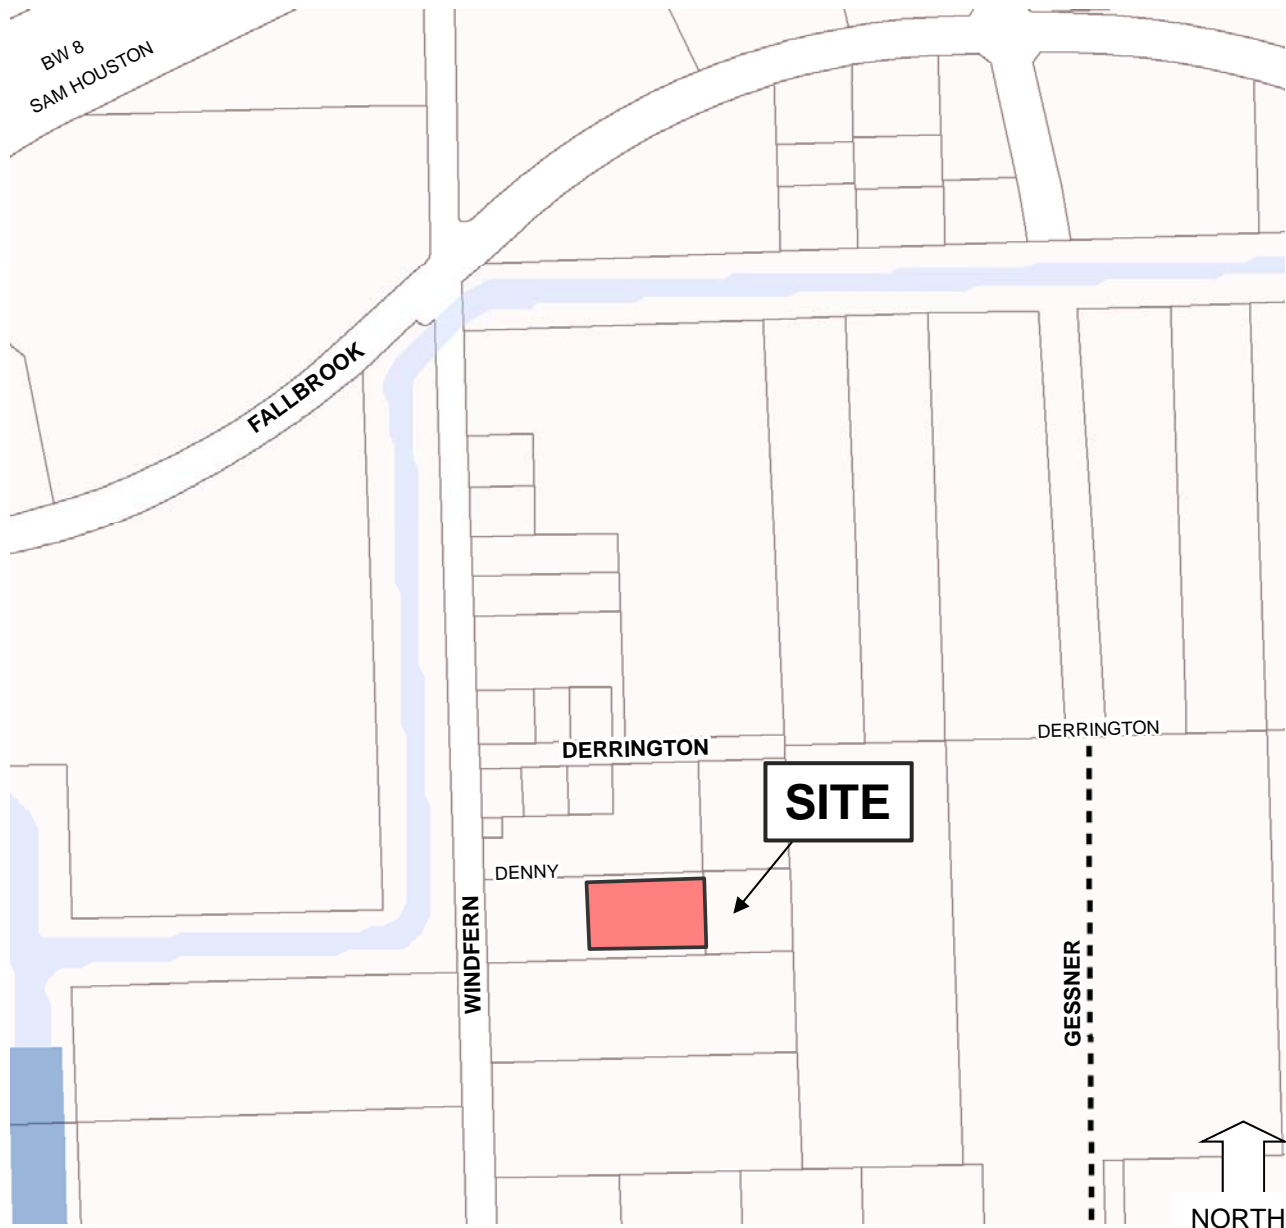 BW 8
SAM HOUSTON
FALLBROOK
DERRINGTON
DERRINGTON
SITE
DENNY
WINDFERN
GESSNER
NORTH